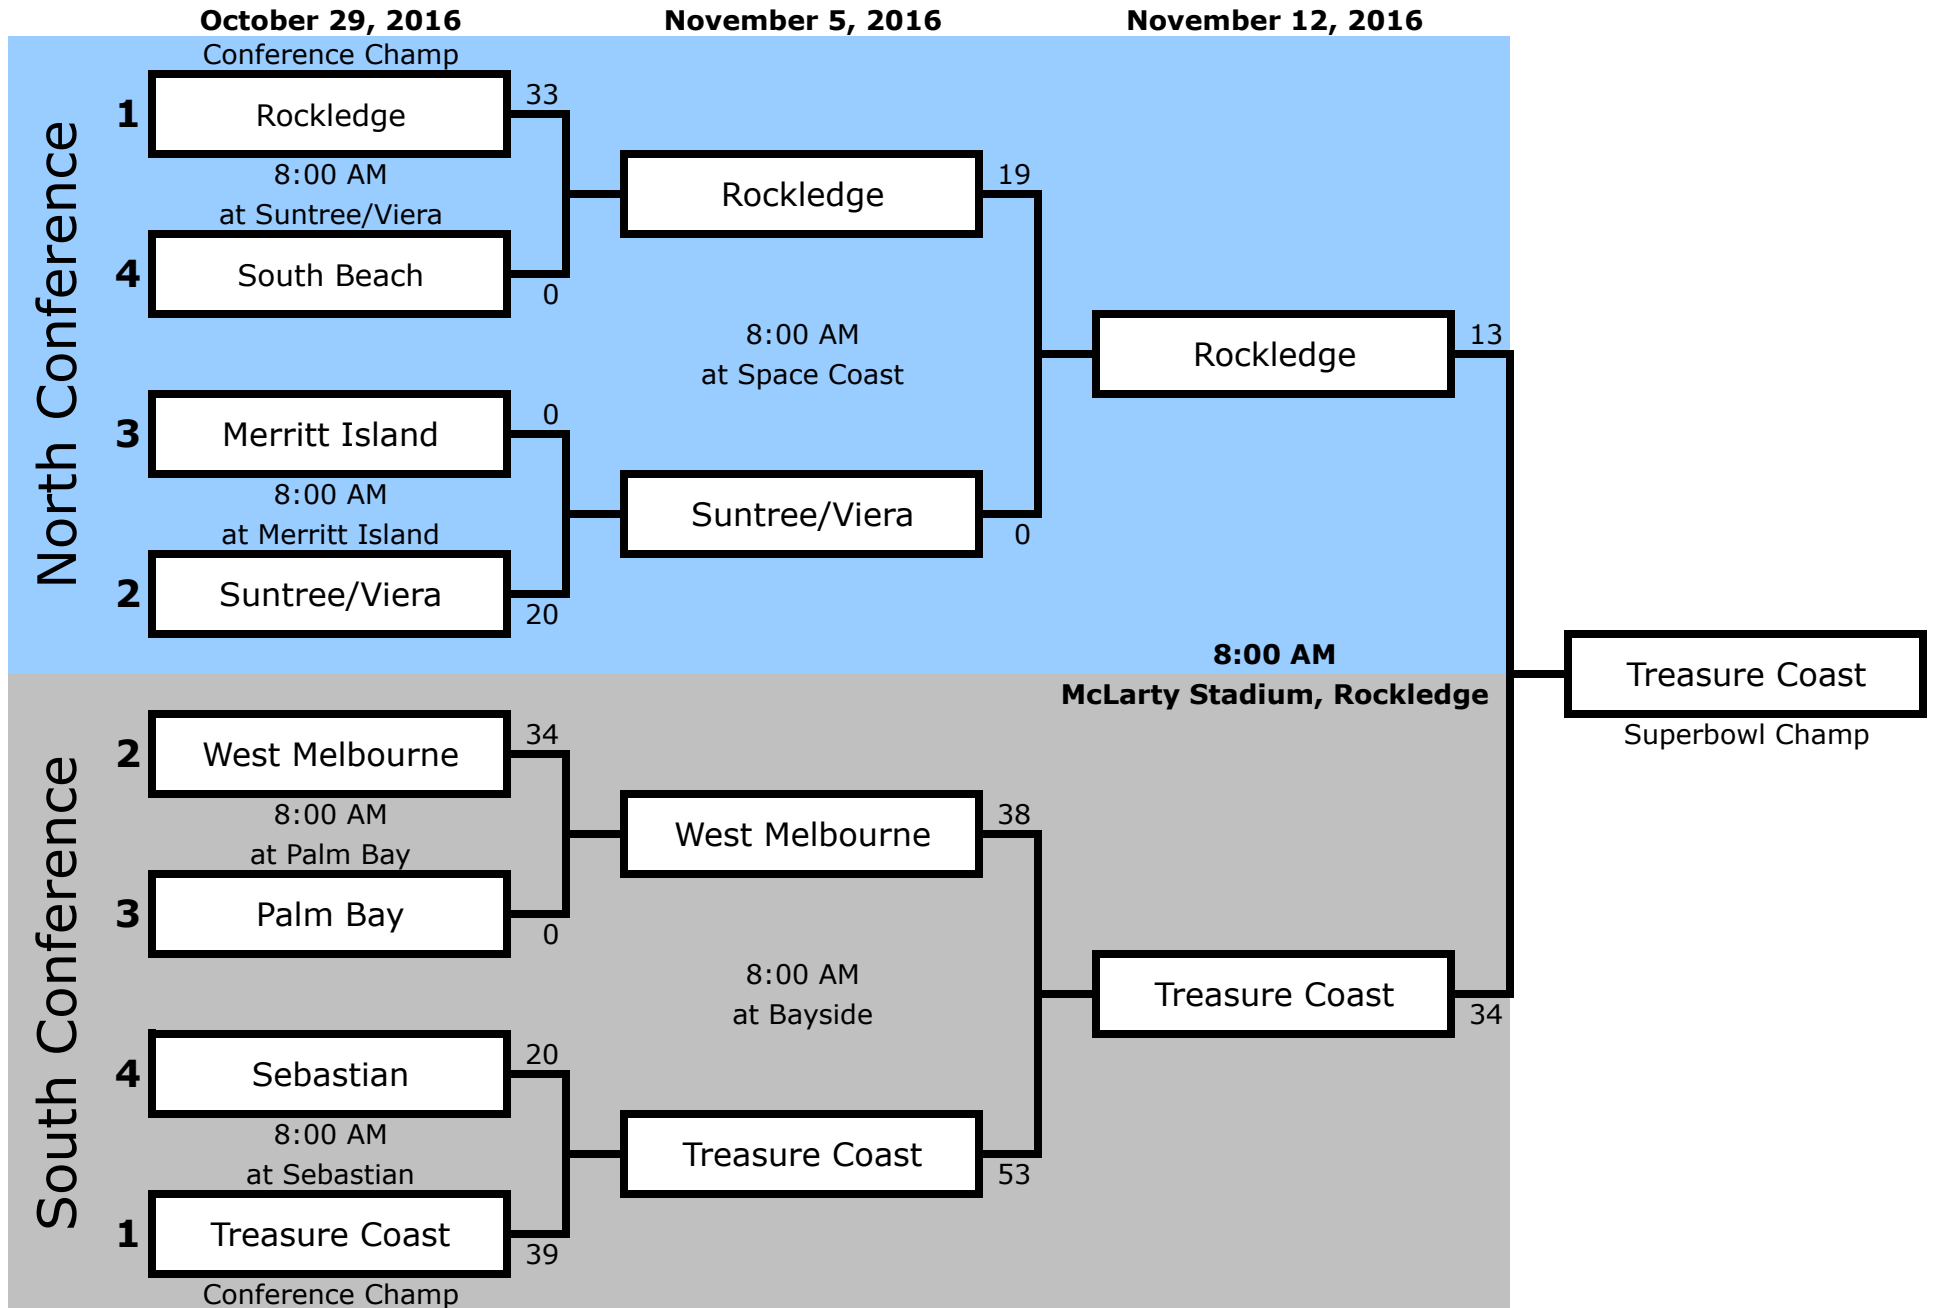 October 29, 2016
November 5, 2016
November 12, 2016
North Conference
Conference Champ
1
Rockledge
33
8:00 AM
at Suntree/Viera
4
South Beach
0
3
Merritt Island
0
8:00 AM
at Merritt Island
2
Suntree/Viera
20
Rockledge
19
8:00 AM
at Space Coast
Suntree/Viera
0
Rockledge
13
8:00 AM
McLarty Stadium, Rockledge
Treasure Coast
Superbowl Champ
South Conference
2
West Melbourne
34
8:00 AM
at Palm Bay
3
Palm Bay
0
4
Sebastian
20
8:00 AM
at Sebastian
1
Treasure Coast
39
Conference Champ
West Melbourne
38
8:00 AM
at Bayside
Treasure Coast
53
Treasure Coast
34